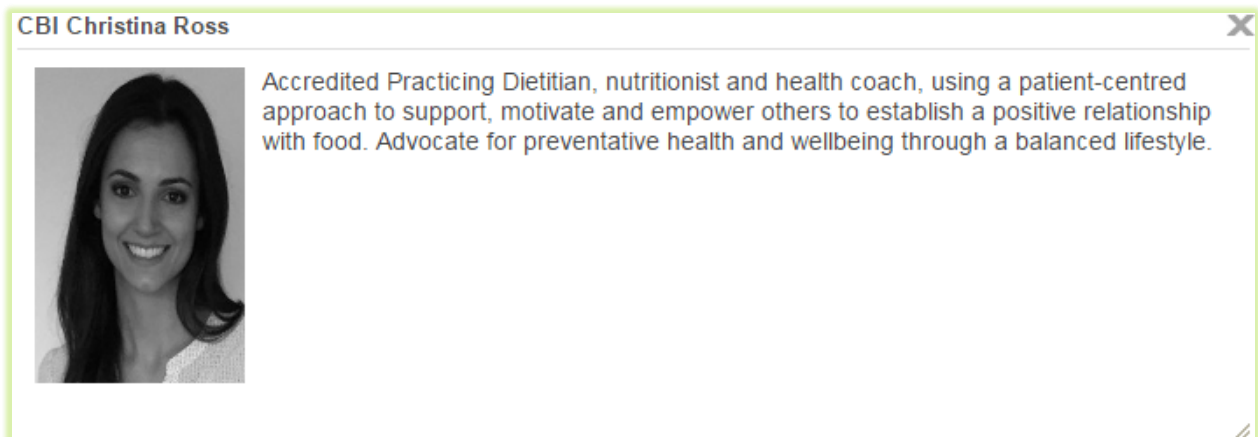 CBI Christina Ross
Accredited Practicing Dietitian, nutritionist and health coach, using a patient-centred
approach to support, motivate and empower others to establish a positive relationship
with food. Advocate for preventative health and wellbeing through a balanced lifestyle.